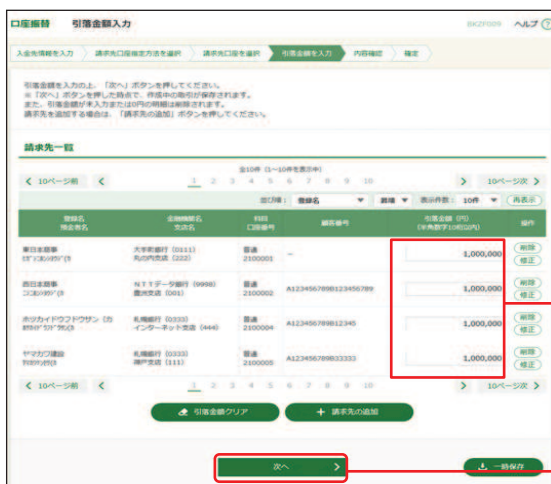 口座振替 引落金額入力 BKZF009 ヘルプ
入金先情報を入力 請求先口座指定方法を選択 請求先口座を選択 引落金額を入力 内容確認 確定
引落金額を入力の上、「次へ」ボタンを押してください。
※「次へ」ボタンを押した時点で、作成中の取引が保存されます。
また、引落金額が未入力または0円の明細は削除されます。
請求先を追加する場合は、「請求先の追加」ボタンを押してください。
請求先一覧
全10件（1～10件を表示中）
10ページ前 1 2 3 4 5 6 7 8 9 10 10ページ次
並び順： 登録名 昇順 表示件数： 10件 再表示
登録名 金融機関名 科目 顧客番号 引落金額（円） 操作
預金者名 支店名 口座番号 （半角数字10桁以内）
東日本商事 大手町銀行（0111） 普通 － 1,000,000 削除
丸の内支店（222） 2100001 修正
西日本商事 NTTデータ銀行（9998） 普通 A123456789B123456789 1,000,000 削除
豊洲支店（001） 2100002 修正
ホツカイドウフドウサン（カ 札幌銀行（0333） 普通 A123456789B12345 1,000,000 削除
インターネット支店（444） 2100004 修正
ヤマカワ建設 札幌銀行（0333） 普通 A123456789B33333 1,000,000 削除
神戸支店（111） 2100005 修正
10ページ前 1 2 3 4 5 6 7 8 9 10 10ページ次
引落金額クリア 請求先の追加
次へ 一時保存